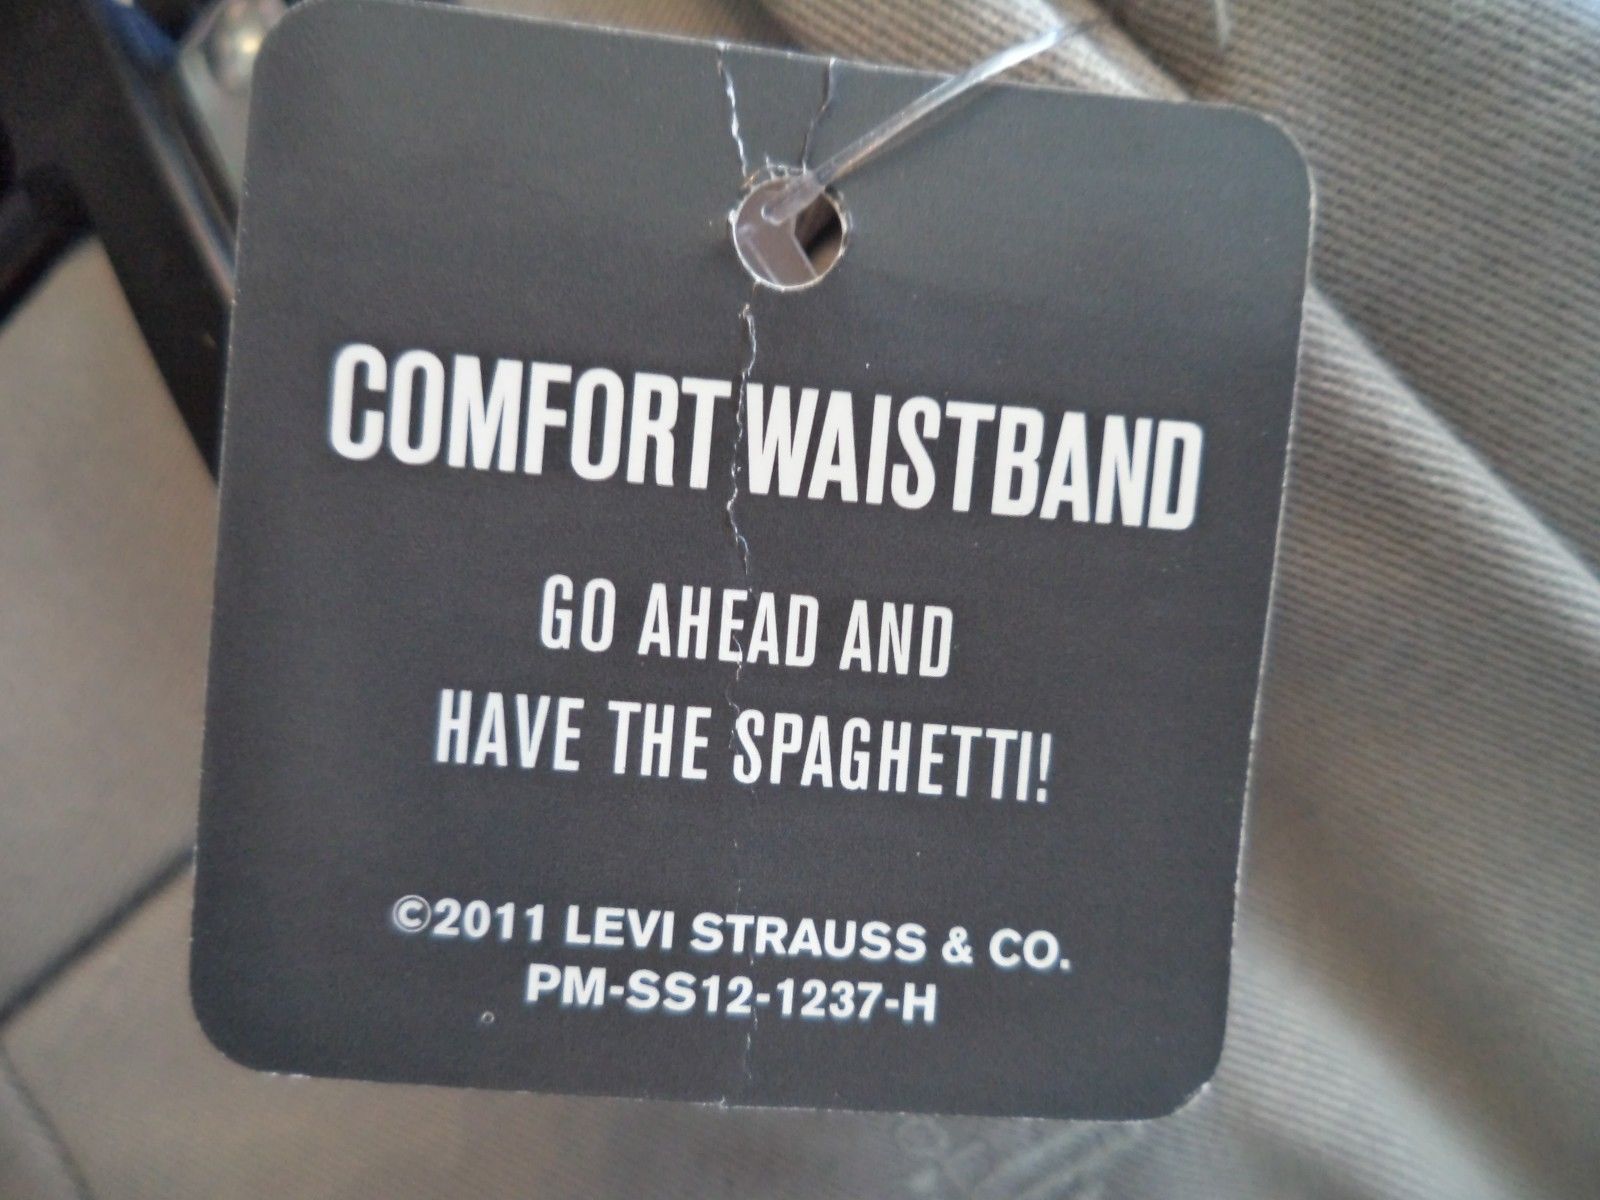 COMFORT WAISTBAND
GO AHEAD AND
HAVE THE SPAGHETTI!
©2011 LEVI STRAUSS & CO.
PM-SS12-1237-H